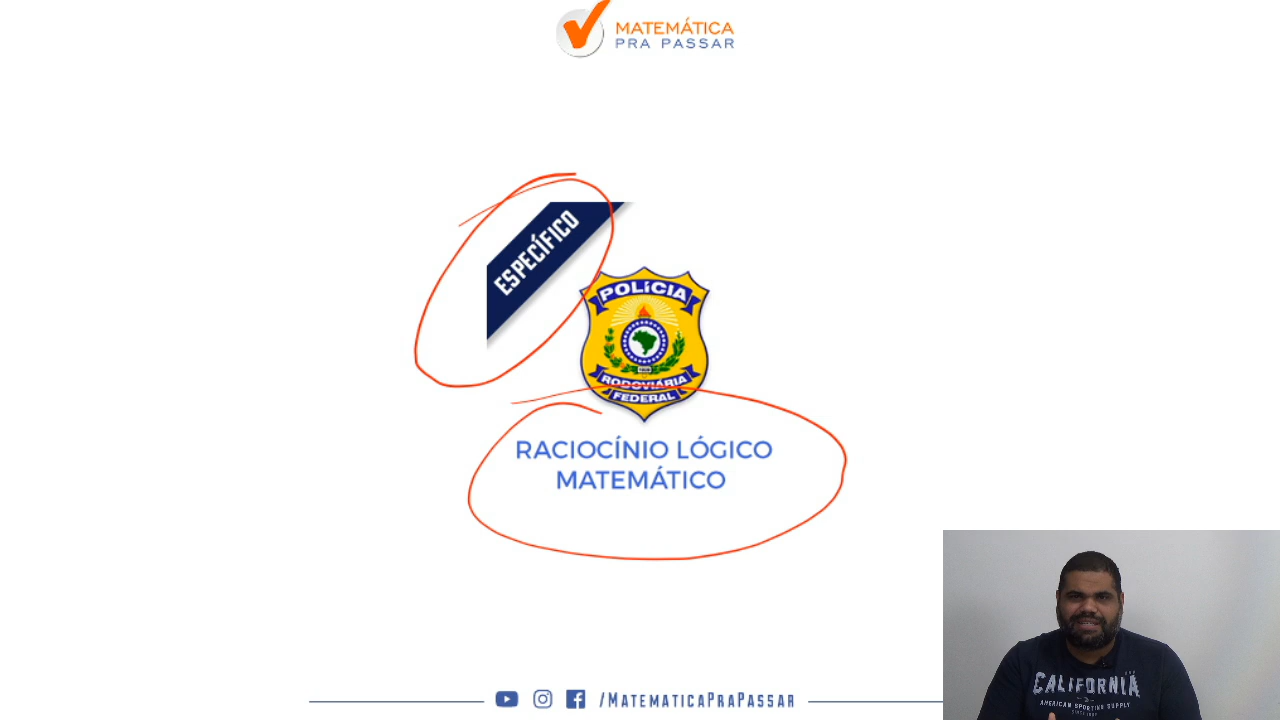 MATEMÁTICA
PRA PASSAR
ESPECÍFICO
POLÍCIA
RODOVIÁRIA
FEDERAL
RACIOCÍNIO LÓGICO
MATEMÁTICO
CALIFORNIA
AMERICAN SPORTING SUPPLY
/MATEMATICAPRAPASSAR